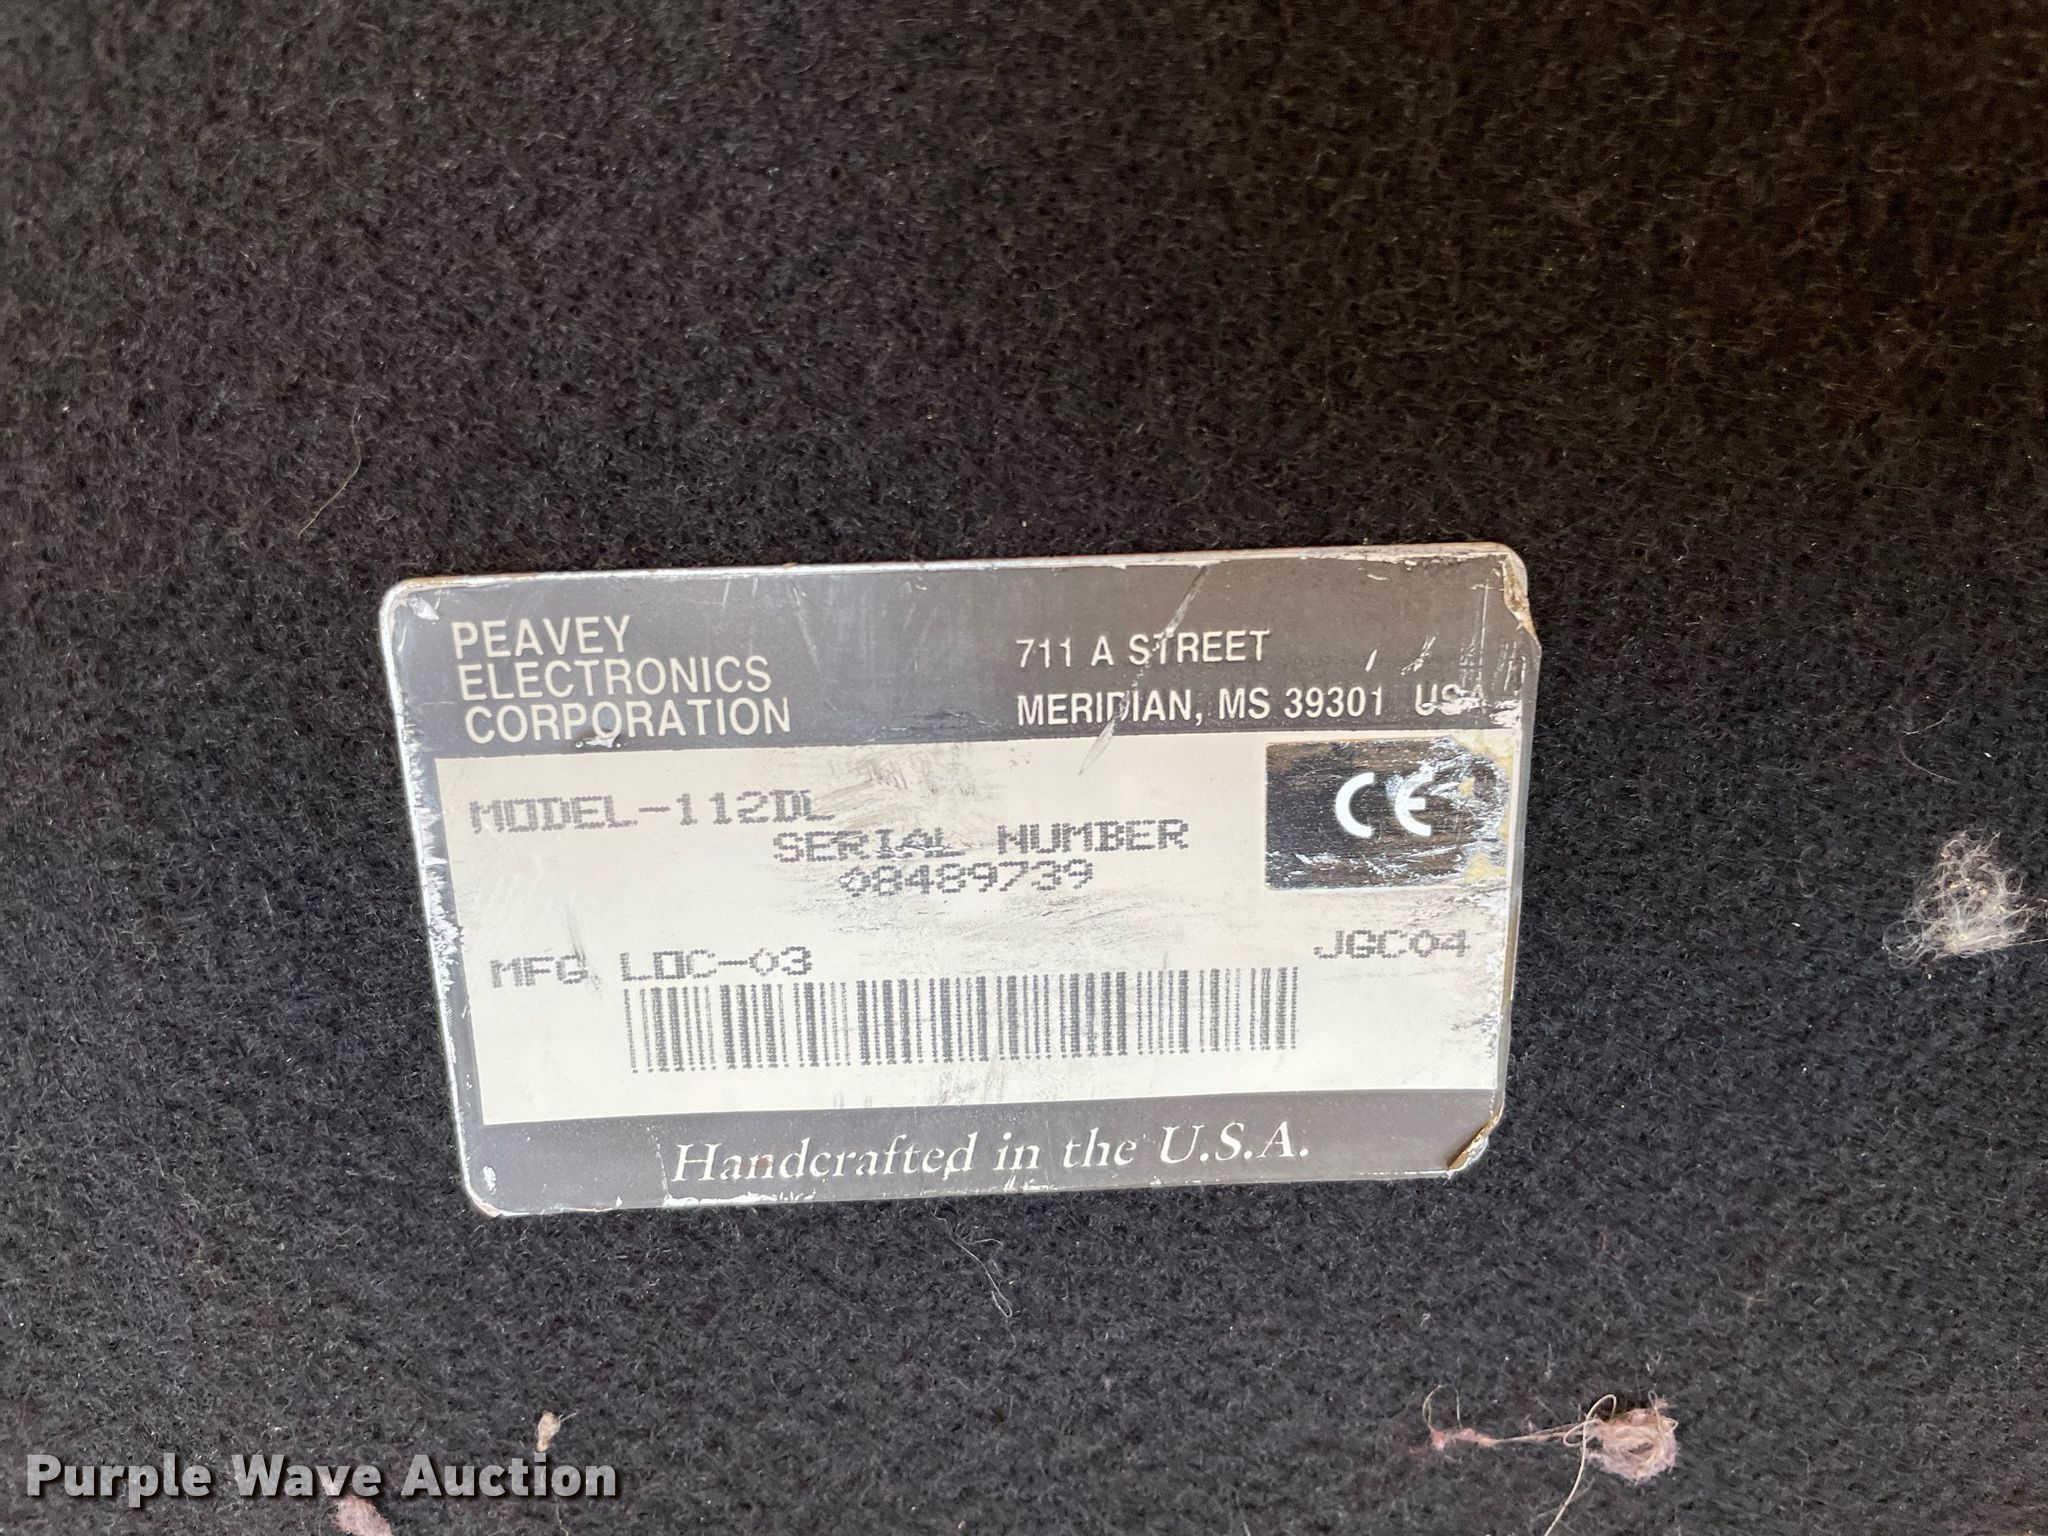 PEAVEY
ELECTRONICS
CORPORATION
711 A STREET
MERIDIAN, MS 39301 USA
CE
MODEL-112DL
SERIAL NUMBER
08489739
MFG LOC-03
JGC04
Handcrafted in the U.S.A.
Purple Wave Auction